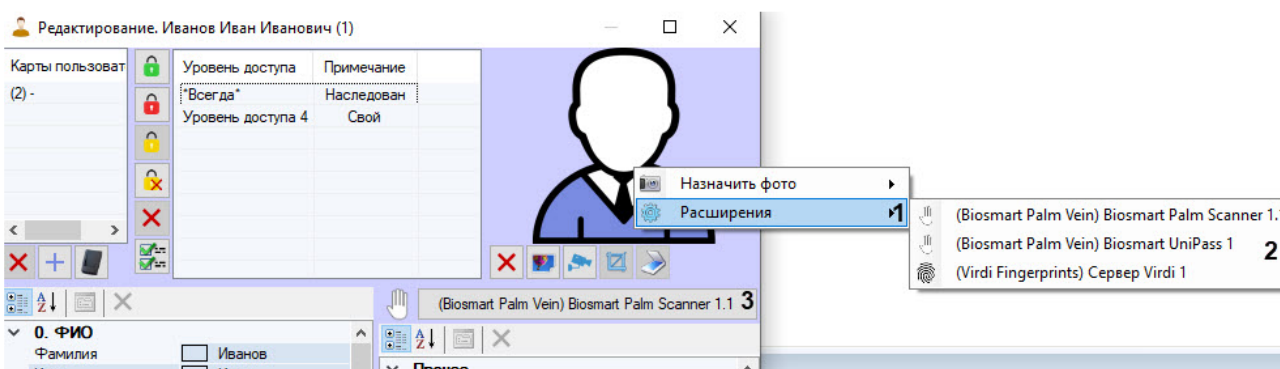 Редактирование. Иванов Иван Иванович (1)
Карты пользоват
(2) -
Уровень доступа Примечание
"Всегда" Наследован
Уровень доступа 4 Свой
Назначить фото
Расширения 1
(Biosmart Palm Vein) Biosmart Palm Scanner 1.1
(Biosmart Palm Vein) Biosmart UniPass 1
2
(Virdi Fingerprints) Сервер Virdi 1
(Biosmart Palm Vein) Biosmart Palm Scanner 1.1 3
0. ФИО
Фамилия Иванов
Прочее